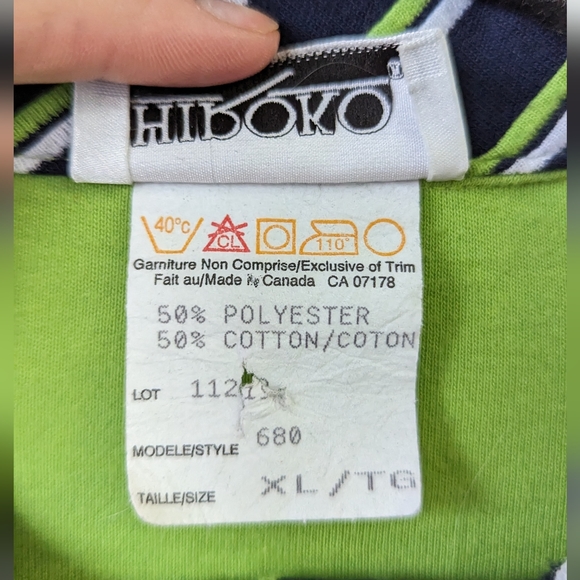 HIROKO
40°C
CL
110°
Garniture Non Comprise/Exclusive of Trim
Fait au/Made in Canada CA 07178
50% POLYESTER
50% COTTON/COTON
LOT
MODELE/STYLE 680
TAILLE/SIZE XL/TG